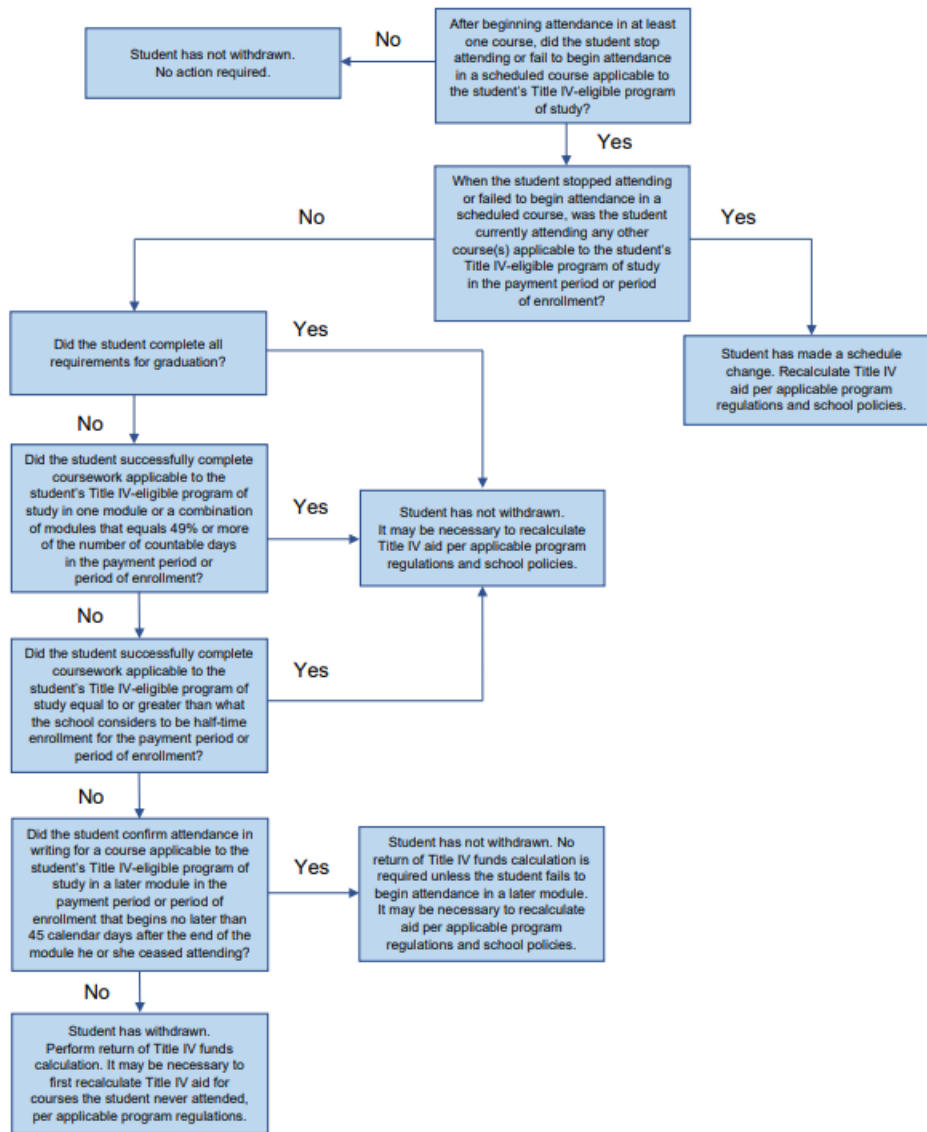 After beginning attendance in at least
one course, did the student stop
attending or fail to begin attendance
in a scheduled course applicable to
the student's Title IV-eligible program
of study?
No
Student has not withdrawn.
No action required.
Yes
When the student stopped attending
or failed to begin attendance in a
scheduled course, was the student
currently attending any other
course(s) applicable to the student's
Title IV-eligible program of study
in the payment period or period
of enrollment?
No
Yes
Student has made a schedule
change. Recalculate Title IV
aid per applicable program
regulations and school policies.
Did the student complete all
requirements for graduation?
Yes
No
Did the student successfully complete
coursework applicable to the
student's Title IV-eligible program of
study in one module or a combination
of modules that equals 49% or more
of the number of countable days
in the payment period or
period of enrollment?
Yes
Student has not withdrawn.
It may be necessary to recalculate
Title IV aid per applicable program
regulations and school policies.
No
Did the student successfully complete
coursework applicable to the
student's Title IV-eligible program of
study equal to or greater than what
the school considers to be half-time
enrollment for the payment period or
period of enrollment?
Yes
No
Did the student confirm attendance in
writing for a course applicable to the
student's Title IV-eligible program of
study in a later module in the
payment period or period of
enrollment that begins no later than
45 calendar days after the end of the
module he or she ceased attending?
Yes
Student has not withdrawn. No
return of Title IV funds calculation is
required unless the student fails to
begin attendance in a later module.
It may be necessary to recalculate
aid per applicable program
regulations and school policies.
No
Student has withdrawn.
Perform return of Title IV funds
calculation. It may be necessary to
first recalculate Title IV aid for
courses the student never attended,
per applicable program regulations.